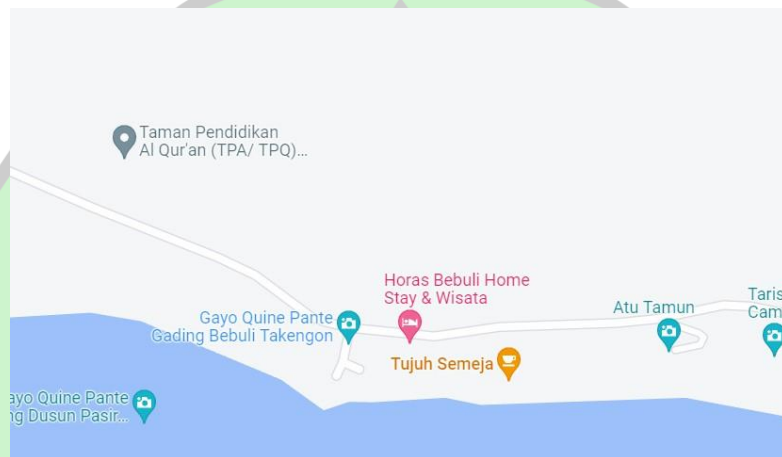 Taman Pendidikan
Al Qur'an (TPA/ TPQ)...
Horas Bebuli Home
Stay & Wisata
Gayo Quine Pante
Gading Bebuli Takengon
Atu Tamun
Taris
Cam
Tujuh Semeja
ayo Quine Pante
ng Dusun Pasir...